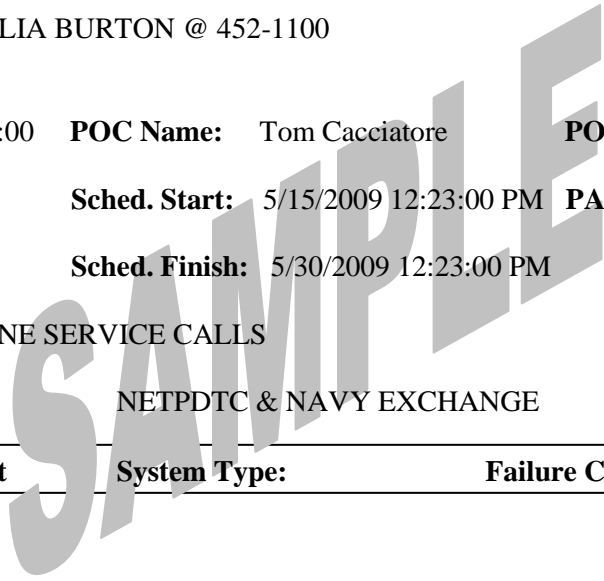 LIA BURTON @ 452-1100
:00 POC Name: Tom Cacciatore PO
Sched. Start: 5/15/2009 12:23:00 PM PA
Sched. Finish: 5/30/2009 12:23:00 PM
NE SERVICE CALLS
NETPDTC & NAVY EXCHANGE
t System Type: Failure C
SAMPLE